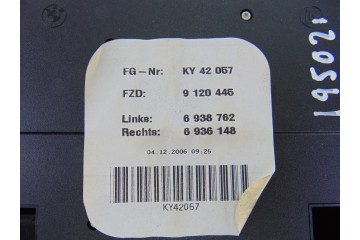 FG-Nr: KY 42 057
FZD: 9 120 445
Links: 6 938 762
Rechts: 6 936 148
04.12.2006 09:25
KY42057
195021